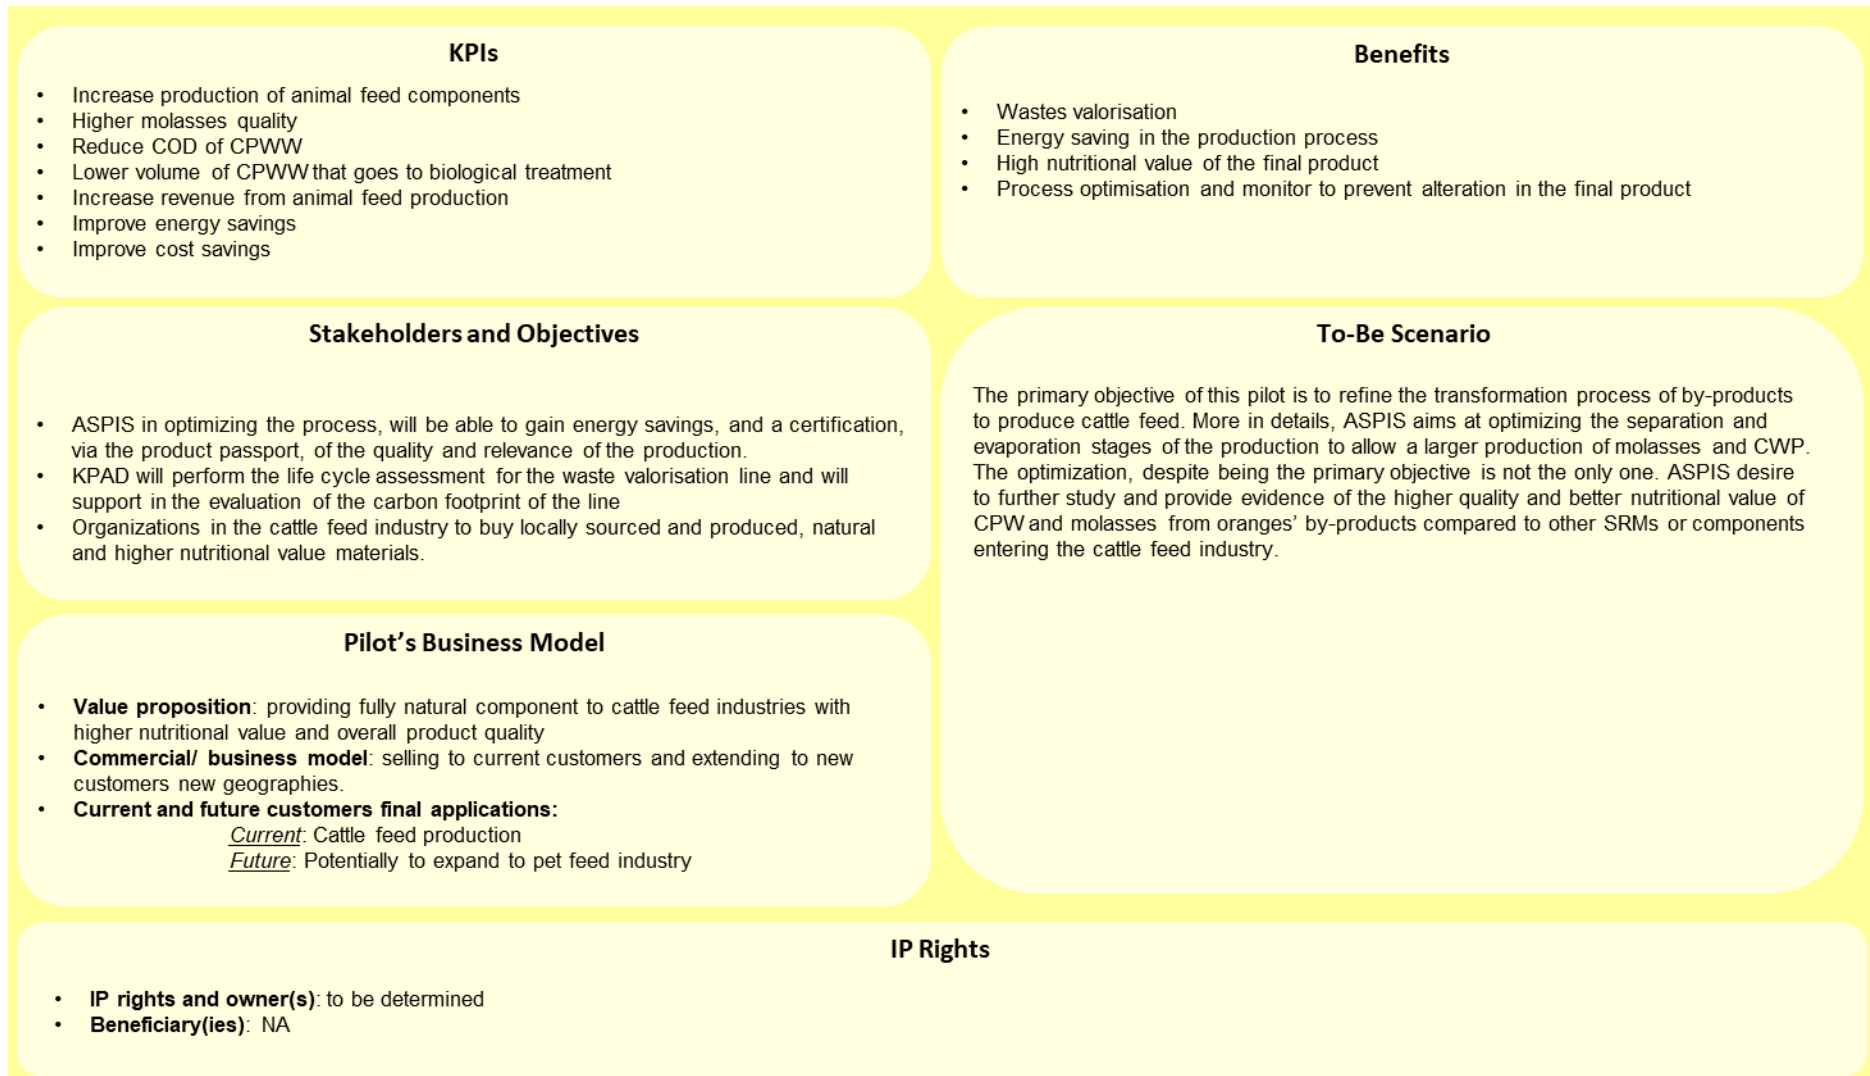 KPIs
• Increase production of animal feed components
• Higher molasses quality
• Reduce COD of CPWW
• Lower volume of CPWW that goes to biological treatment
• Increase revenue from animal feed production
• Improve energy savings
• Improve cost savings
Benefits
• Wastes valorisation
• Energy saving in the production process
• High nutritional value of the final product
• Process optimisation and monitor to prevent alteration in the final product
Stakeholders and Objectives
• ASPIS in optimizing the process, will be able to gain energy savings, and a certification,
via the product passport, of the quality and relevance of the production.
• KPAD will perform the life cycle assessment for the waste valorisation line and will
support in the evaluation of the carbon footprint of the line
• Organizations in the cattle feed industry to buy locally sourced and produced, natural
and higher nutritional value materials.
To-Be Scenario
The primary objective of this pilot is to refine the transformation process of by-products
to produce cattle feed. More in details, ASPIS aims at optimizing the separation and
evaporation stages of the production to allow a larger production of molasses and CWP.
The optimization, despite being the primary objective is not the only one. ASPIS desire
to further study and provide evidence of the higher quality and better nutritional value of
CPW and molasses from oranges’ by-products compared to other SRMs or components
entering the cattle feed industry.
Pilot’s Business Model
• Value proposition: providing fully natural component to cattle feed industries with
higher nutritional value and overall product quality
• Commercial/ business model: selling to current customers and extending to new
customers new geographies.
• Current and future customers final applications:
Current: Cattle feed production
Future: Potentially to expand to pet feed industry
IP Rights
• IP rights and owner(s): to be determined
• Beneficiary(ies): NA